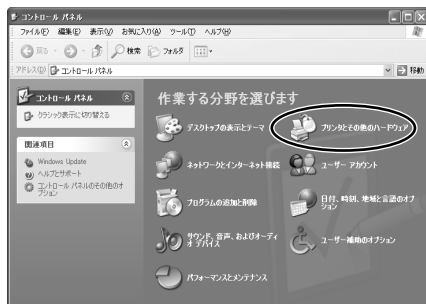 コントロール パネル
ファイル(F) 編集(E) 表示(V) お気に入り(A) ツール(T) ヘルプ(H)
戻る 検索 フォルダ
アドレス(D) コントロール パネル 移動
コントロール パネル
クラシック表示に切り替える
関連項目
Windows Update
ヘルプとサポート
コントロール パネルのその他のオプション
作業する分野を選びます
デスクトップの表示とテーマ
プリンタとその他のハードウェア
ネットワークとインターネット接続
ユーザー アカウント
プログラムの追加と削除
日付、時刻、地域と言語のオプ
ション
サウンド、音声、およびオーディ
オ デバイス
ユーザー補助のオプション
パフォーマンスとメンテナンス